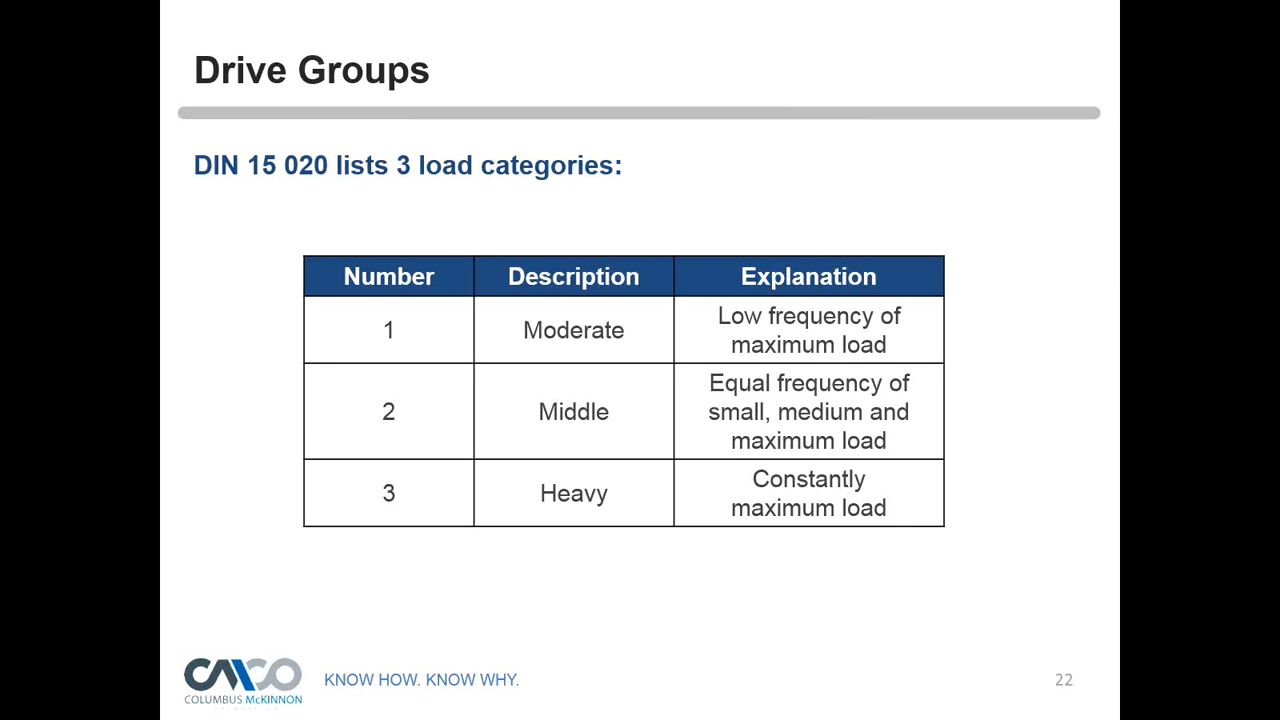 Drive Groups
DIN 15 020 lists 3 load categories:
Number Description Explanation
1 Moderate Low frequency of
maximum load
2 Middle Equal frequency of
small, medium and
maximum load
3 Heavy Constantly
maximum load
CMCO
COLUMBUS McKINNON
KNOW HOW. KNOW WHY.
22